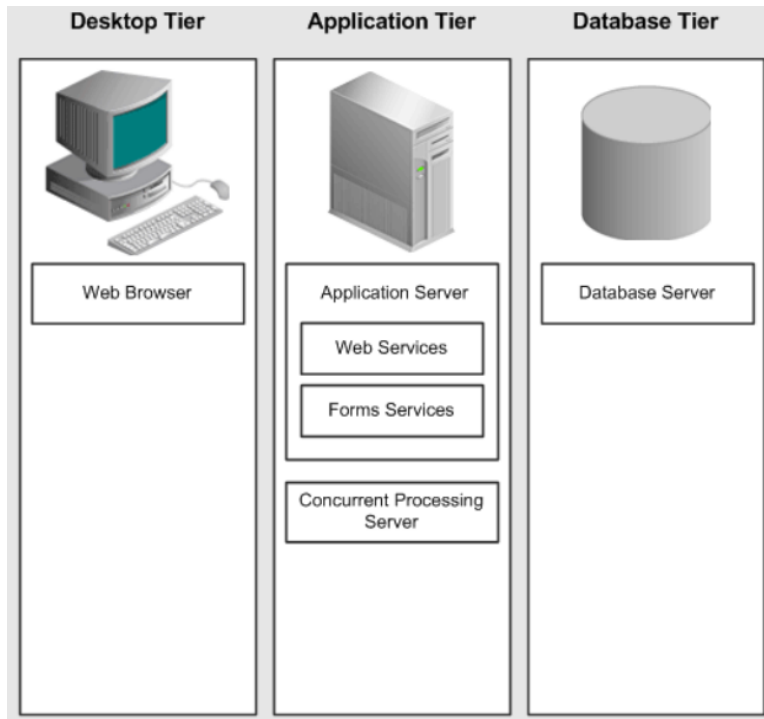 Desktop Tier
Application Tier
Database Tier
Web Browser
Application Server
Web Services
Forms Services
Concurrent Processing
Server
Database Server